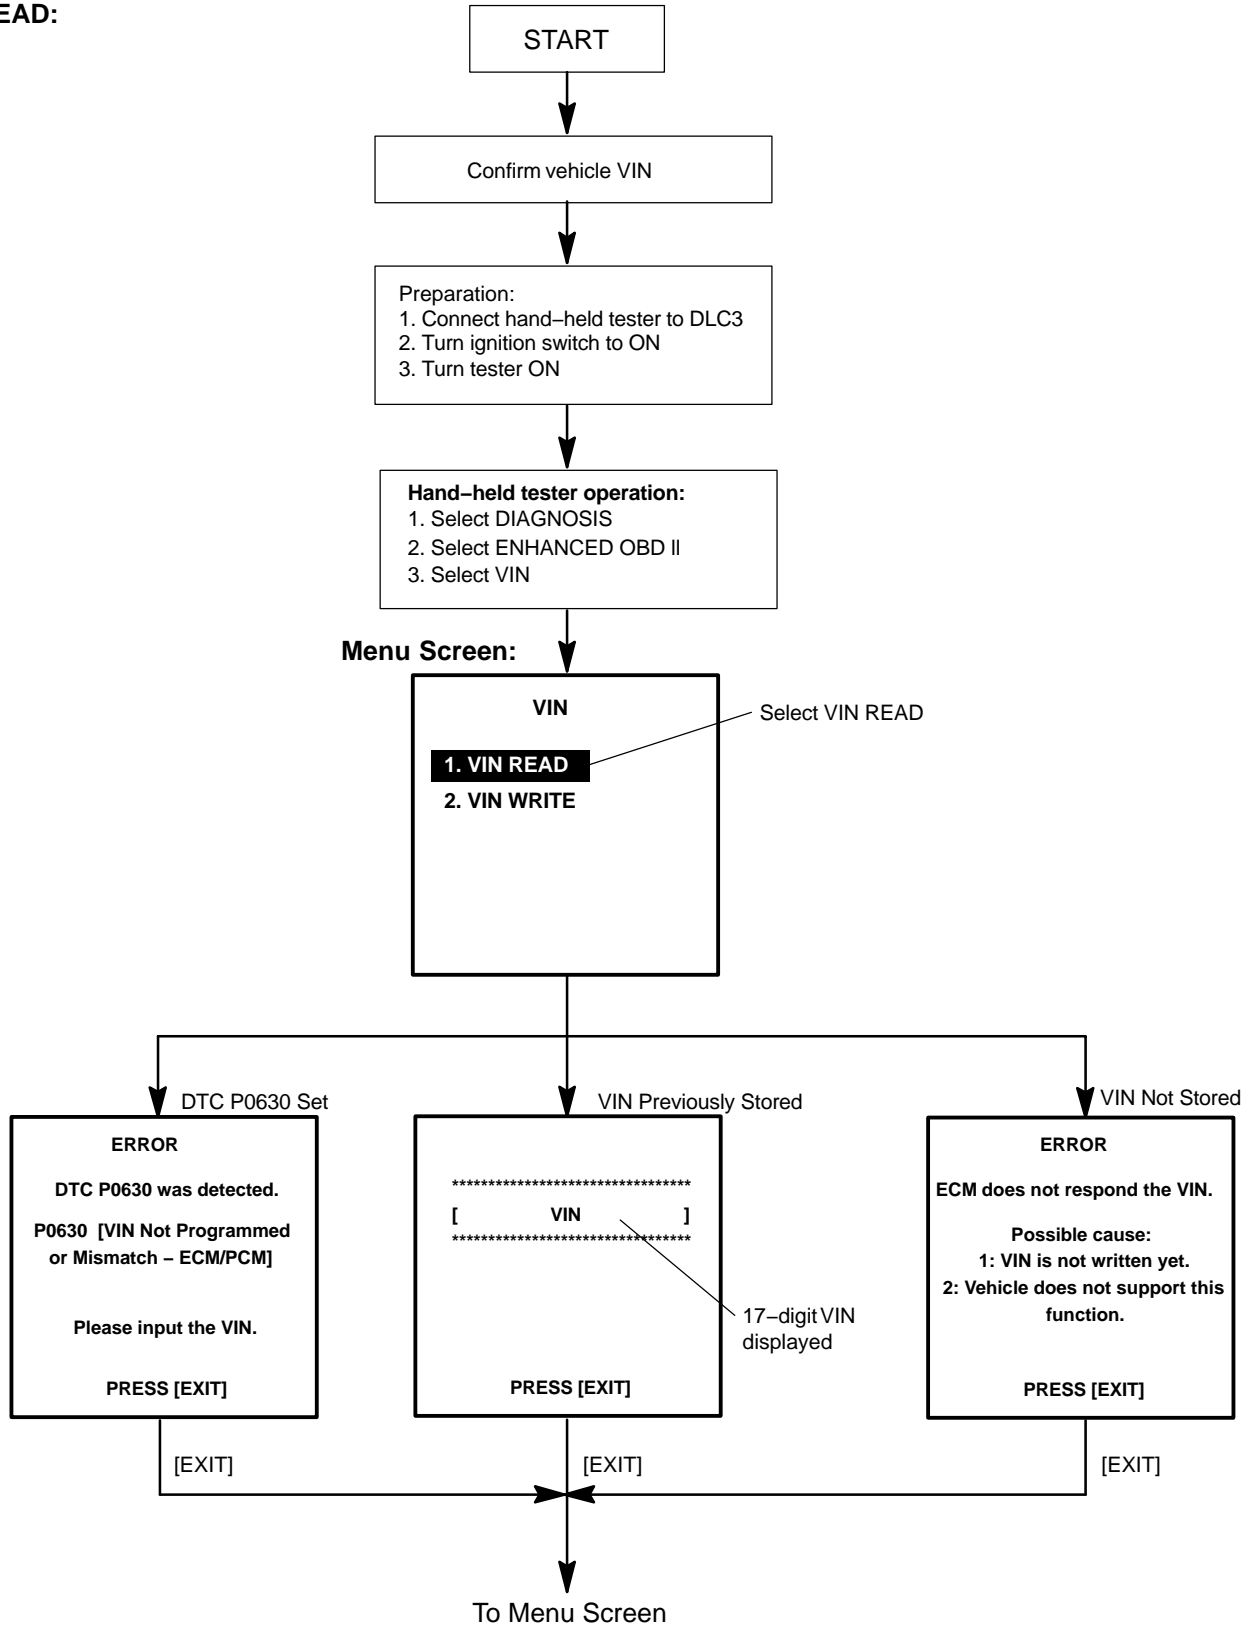 EAD:
START
Confirm vehicle VIN
Preparation:
1. Connect hand−held tester to DLC3
2. Turn ignition switch to ON
3. Turn tester ON
Hand−held tester operation:
1. Select DIAGNOSIS
2. Select ENHANCED OBD II
3. Select VIN
Menu Screen:
VIN
Select VIN READ
1. VIN READ
2. VIN WRITE
DTC P0630 Set
ERROR
DTC P0630 was detected.
P0630 [VIN Not Programmed
or Mismatch − ECM/PCM]
Please input the VIN.
PRESS [EXIT]
[EXIT]
VIN Previously Stored
*********************************
[ VIN ]
*********************************
17−digit VIN
displayed
PRESS [EXIT]
[EXIT]
VIN Not Stored
ERROR
ECM does not respond the VIN.
Possible cause:
1: VIN is not written yet.
2: Vehicle does not support this
function.
PRESS [EXIT]
[EXIT]
To Menu Screen